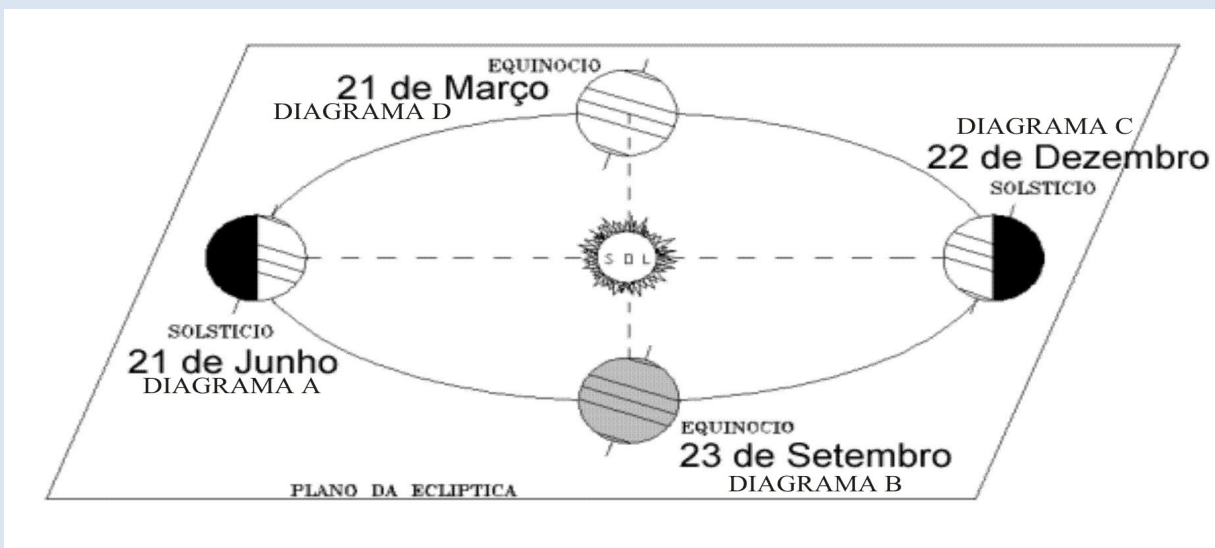 EQUINOCIO
21 de Março
DIAGRAMA D
DIAGRAMA C
22 de Dezembro
SOLSTICIO
SOL
SOLSTICIO
21 de Junho
DIAGRAMA A
EQUINOCIO
23 de Setembro
DIAGRAMA B
PLANO DA ECLIPTICA